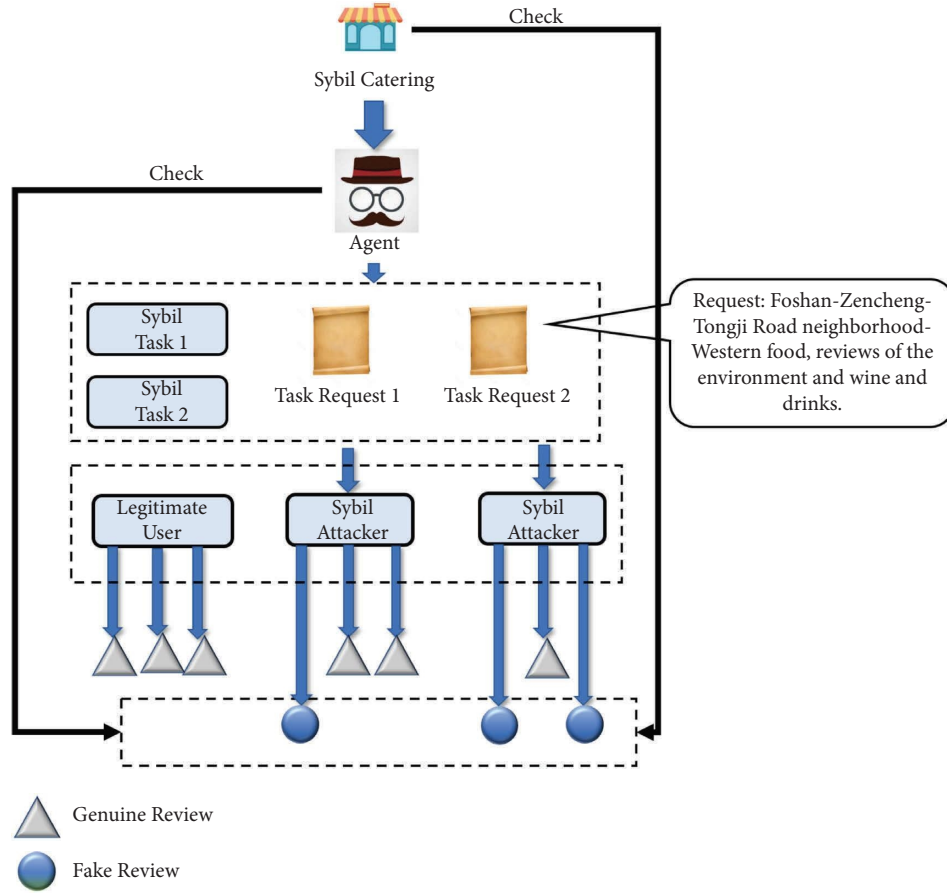 Check
Sybil Catering
Check
Agent
Sybil
Task 1
Sybil
Task 2
Task Request 1
Task Request 2
Request: Foshan-Zencheng-
Tongji Road neighborhood-
Western food, reviews of the
environment and wine and
drinks.
Legitimate
User
Sybil
Attacker
Sybil
Attacker
Genuine Review
Fake Review